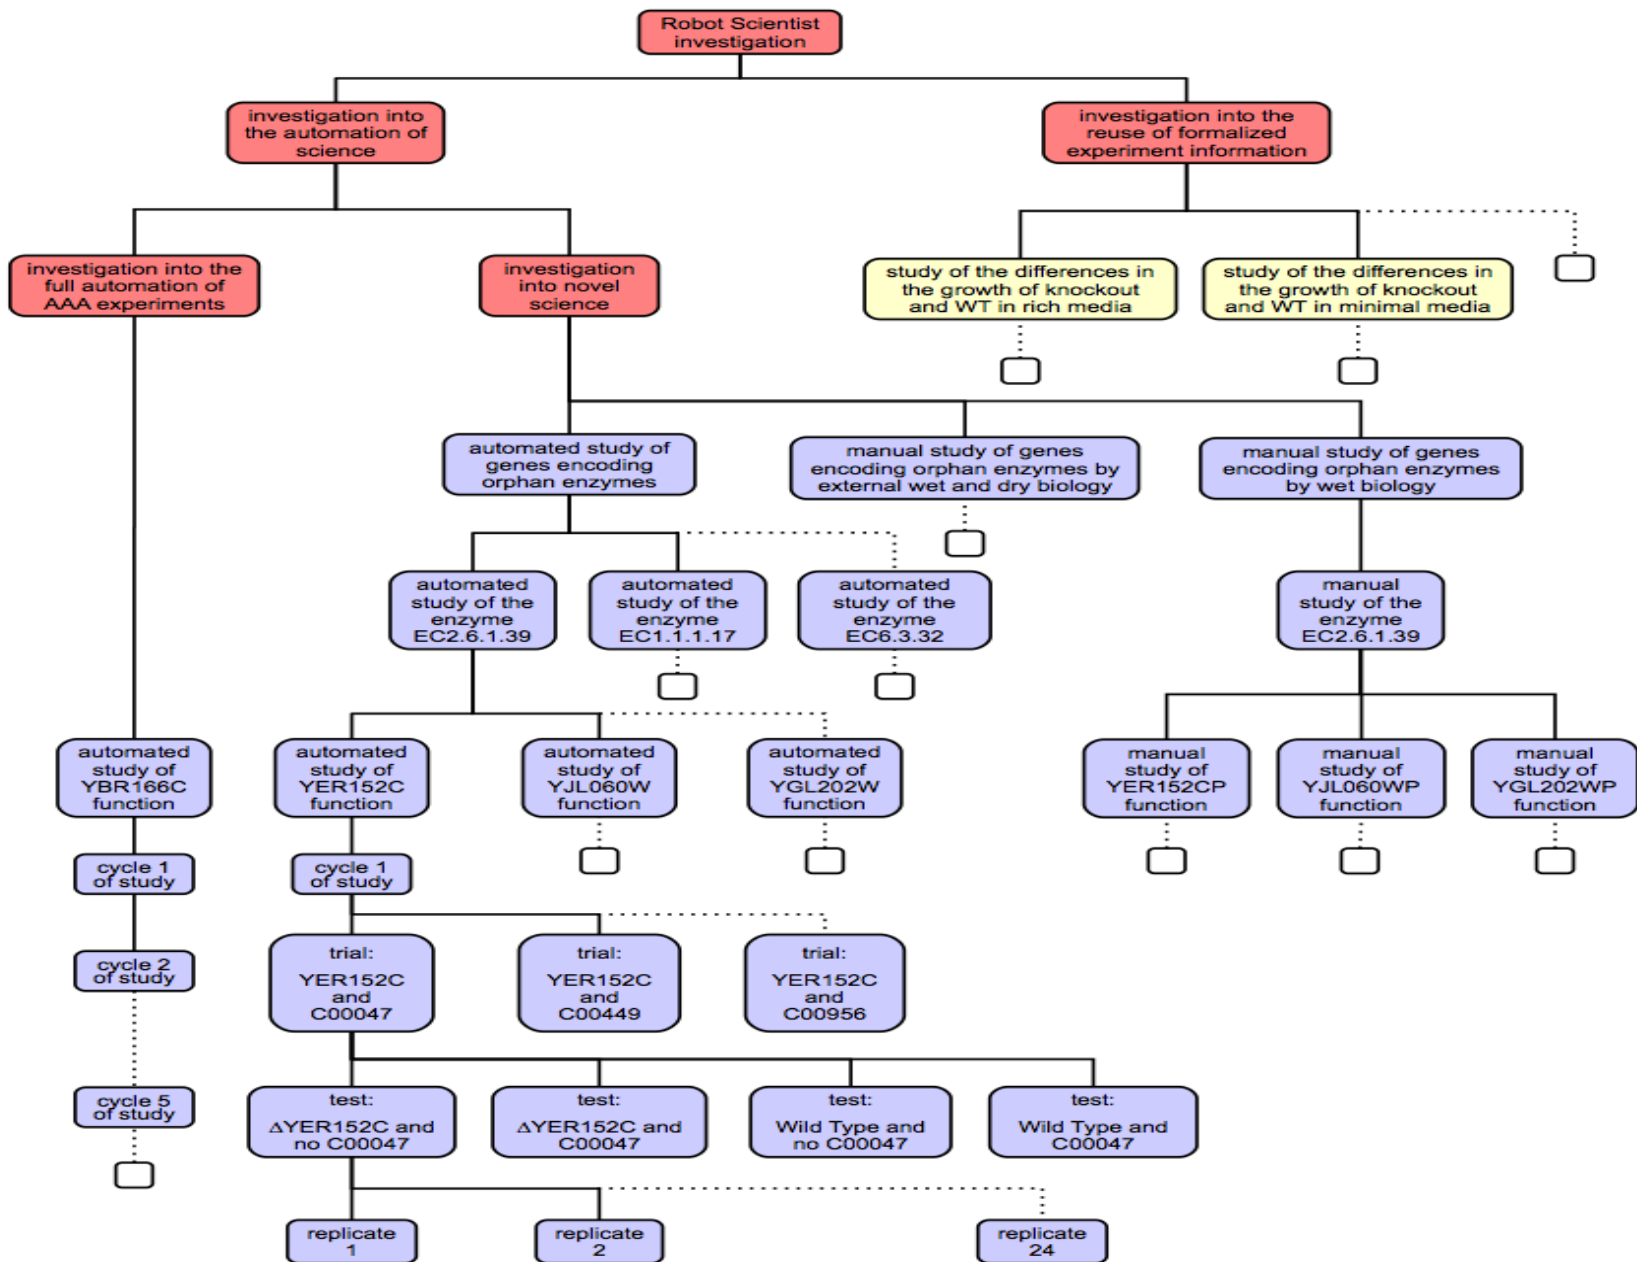 Robot Scientist
investigation
investigation into
the automation of
science
investigation into the
reuse of formalized
experiment information
investigation into the
full automation of
AAA experiments
investigation
into novel
science
study of the differences in
the growth of knockout
and WT in rich media
study of the differences in
the growth of knockout
and WT in minimal media
automated study of
genes encoding
orphan enzymes
manual study of genes
encoding orphan enzymes by
external wet and dry biology
manual study of genes
encoding orphan enzymes
by wet biology
automated
study of the
enzyme
EC2.6.1.39
automated
study of the
enzyme
EC1.1.1.17
automated
study of the
enzyme
EC6.3.32
manual
study of the
enzyme
EC2.6.1.39
automated
study of
YBR166C
function
automated
study of
YER152C
function
automated
study of
YJL060W
function
automated
study of
YGL202W
function
manual
study of
YER152CP
function
manual
study of
YJL060WP
function
manual
study of
YGL202WP
function
cycle 1
of study
cycle 1
of study
cycle 2
of study
trial:
YER152C
and
C00047
trial:
YER152C
and
C00449
trial:
YER152C
and
C00956
cycle 5
of study
test:
ΔYER152C and
no C00047
test:
ΔYER152C and
C00047
test:
Wild Type and
no C00047
test:
Wild Type and
C00047
replicate
1
replicate
2
replicate
24